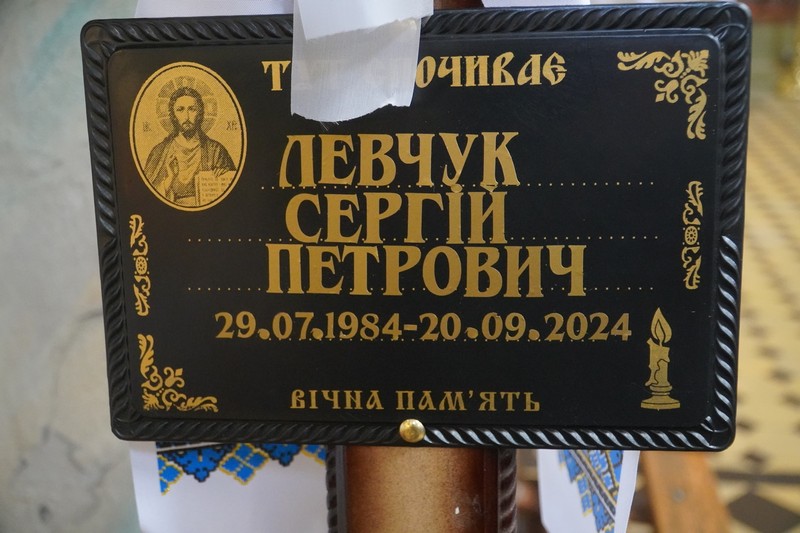 ЛЕВЧУК
СЕРГІЙ
ПЕТРОВИЧ
29.07.1984-20.09.2024
ВІЧНА ПАМ'ЯТЬ